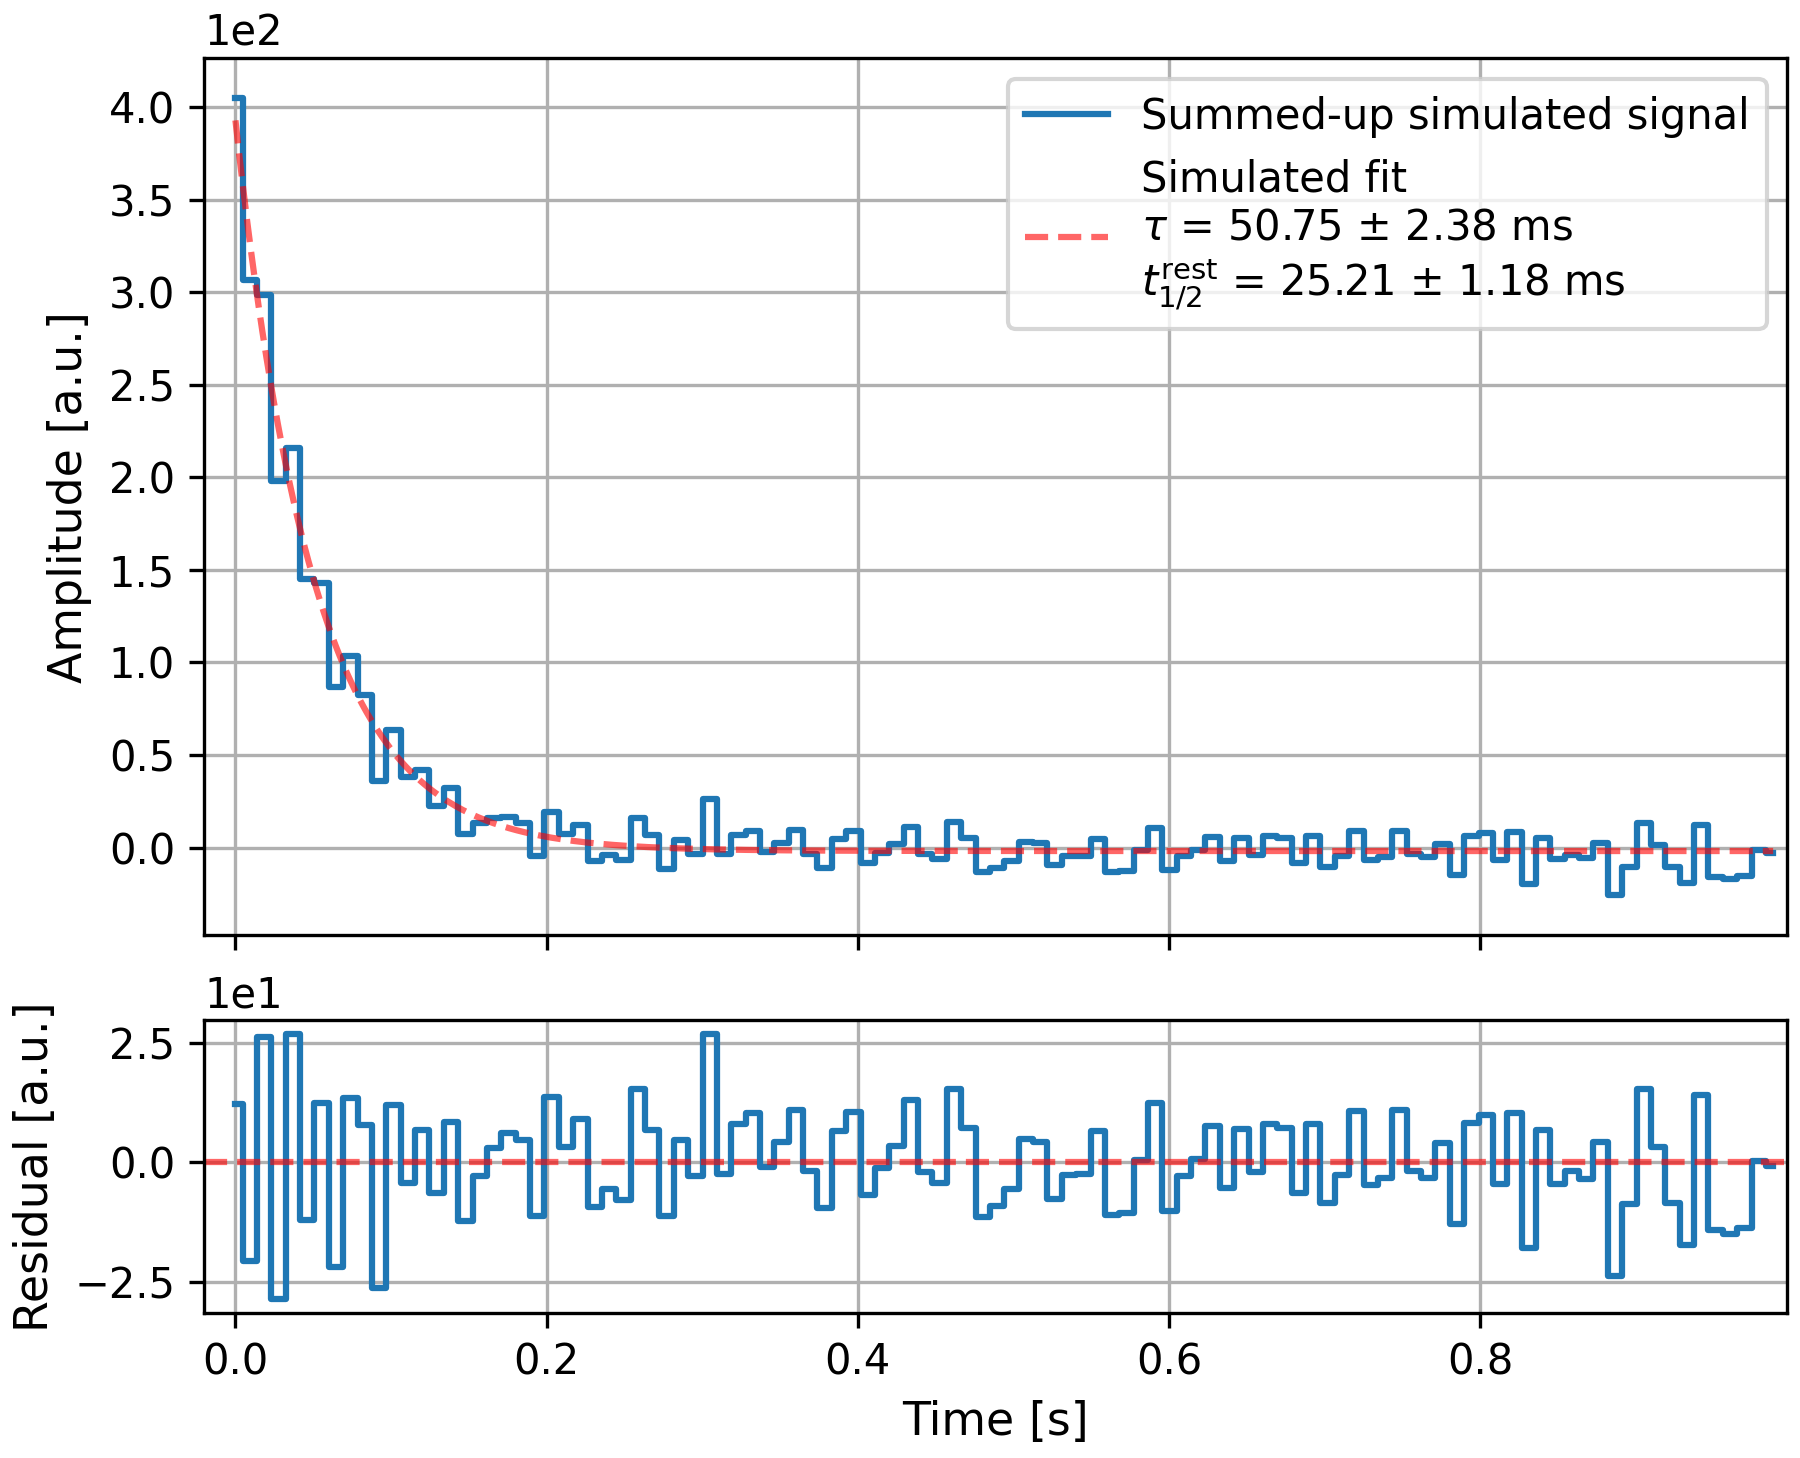 1e2
4.0
3.5
3.0
2.5
2.0
1.5
1.0
0.5
0.0
Amplitude [a.u.]
Summed-up simulated signal
Simulated fit
τ = 50.75 ± 2.38 ms
t_{1/2}^{rest} = 25.21 ± 1.18 ms
1e1
2.5
0.0
−2.5
Residual [a.u.]
0.0 0.2 0.4 0.6 0.8
Time [s]